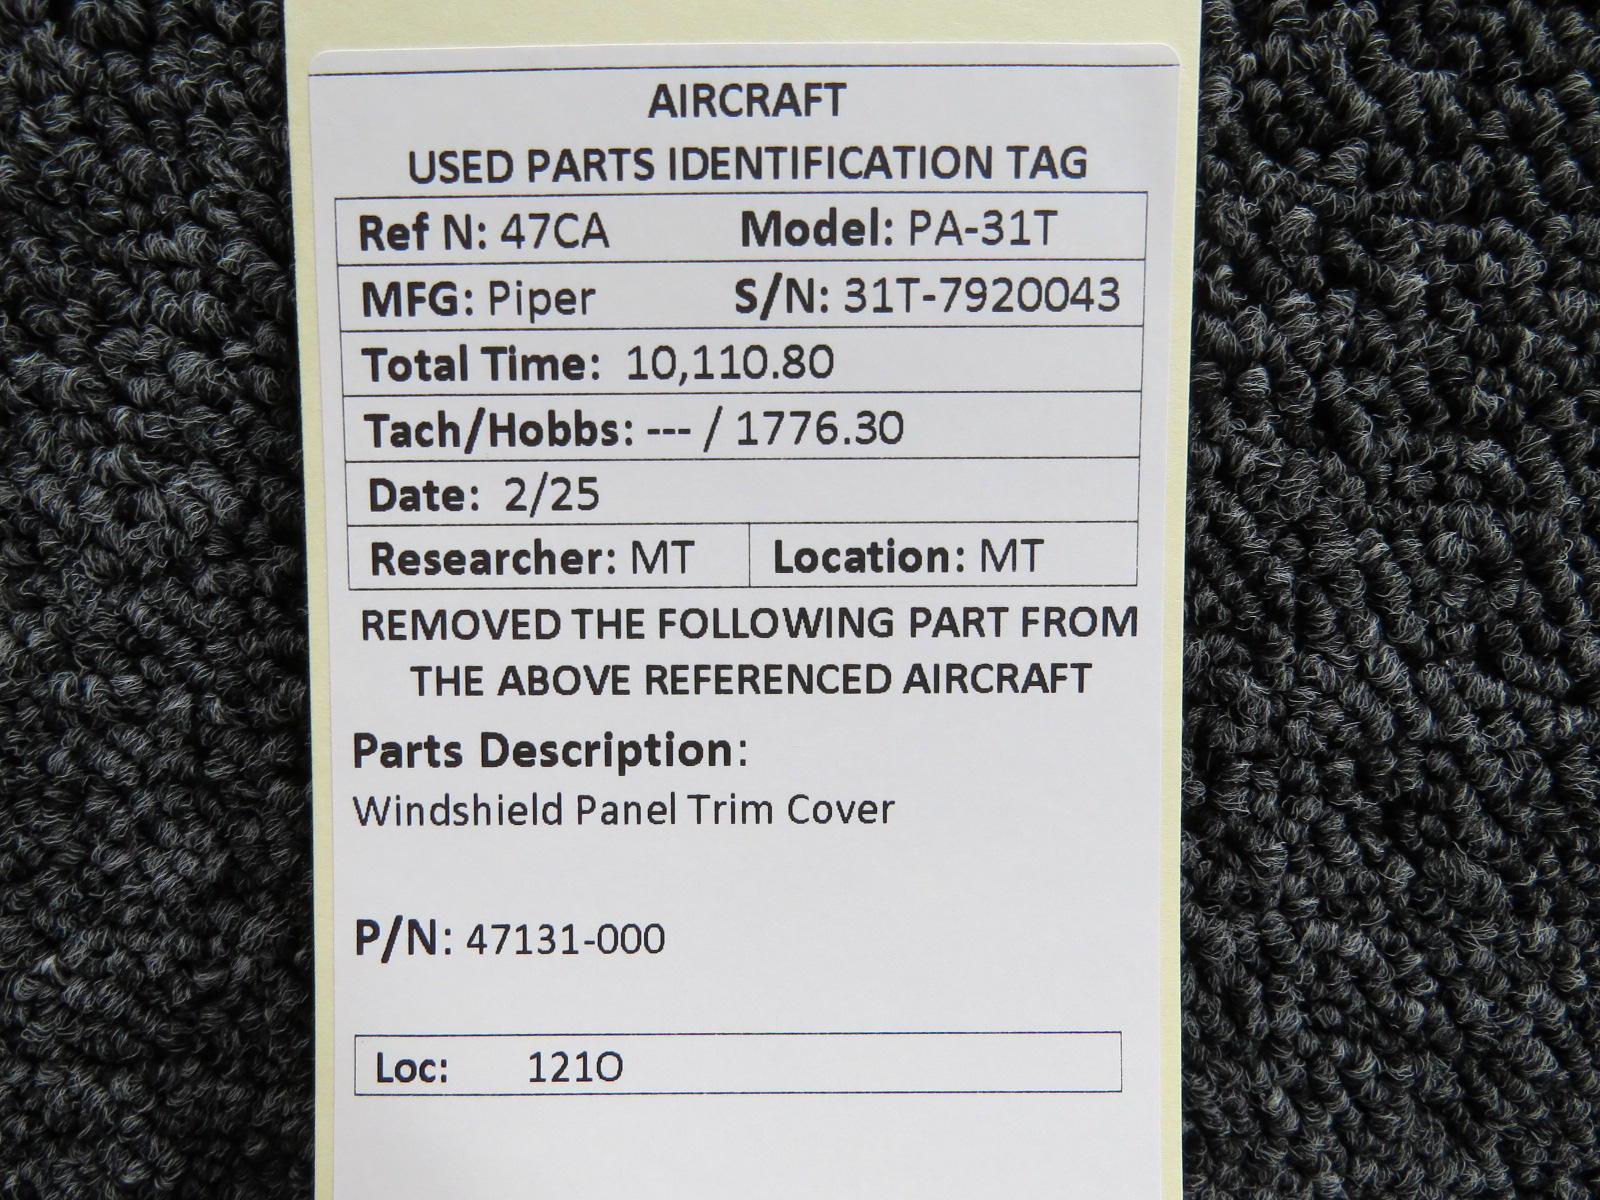 AIRCRAFT
USED PARTS IDENTIFICATION TAG
Ref N: 47CA Model: PA-31T
MFG: Piper S/N: 31T-7920043
Total Time: 10,110.80
Tach/Hobbs: --- / 1776.30
Date: 2/25
Researcher: MT Location: MT
REMOVED THE FOLLOWING PART FROM
THE ABOVE REFERENCED AIRCRAFT
Parts Description:
Windshield Panel Trim Cover
P/N: 47131-000
Loc: 121O